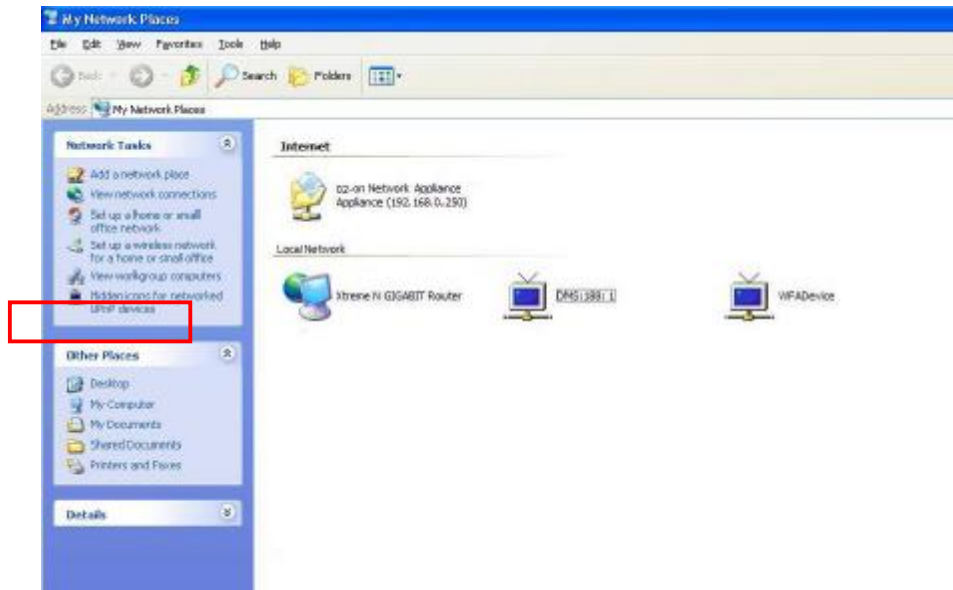 My Network Places
File Edit View Favorites Tools Help
Back Search Folders
Address My Network Places
Network Tasks
Add a network place
View network connections
Set up a home or small
office network
Set up a wireless network
for a home or small office
View workgroup computers
Hidden icons for networked
UPnP devices
Other Places
Desktop
My Computer
My Documents
Shared Documents
Printers and Faxes
Details
Internet
Network Appliance
Appliance (192.168.0.250)
Local Network
Xtreme N GIGABIT Router
WFADevice